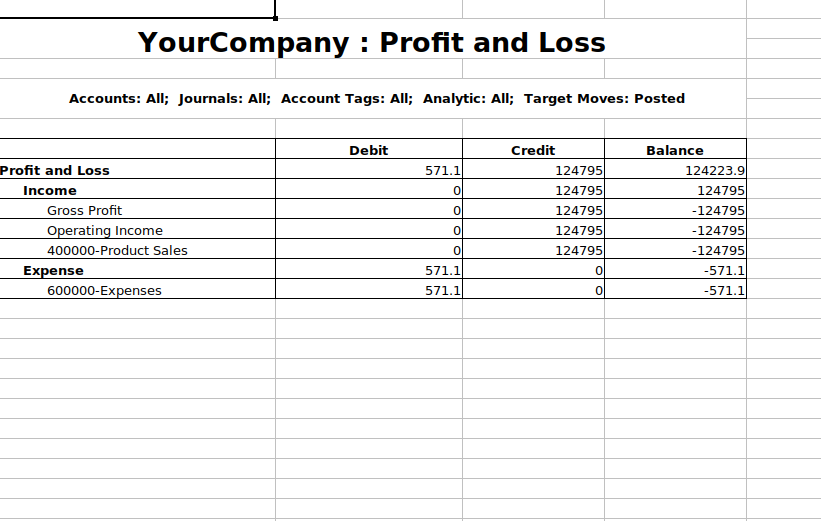 YourCompany : Profit and Loss
Accounts: All; Journals: All; Account Tags: All; Analytic: All; Target Moves: Posted
Debit Credit Balance
Profit and Loss 571.1 124795 124223.9
Income 0 124795 124795
Gross Profit 0 124795 -124795
Operating Income 0 124795 -124795
400000-Product Sales 0 124795 -124795
Expense 571.1 0 -571.1
600000-Expenses 571.1 0 -571.1